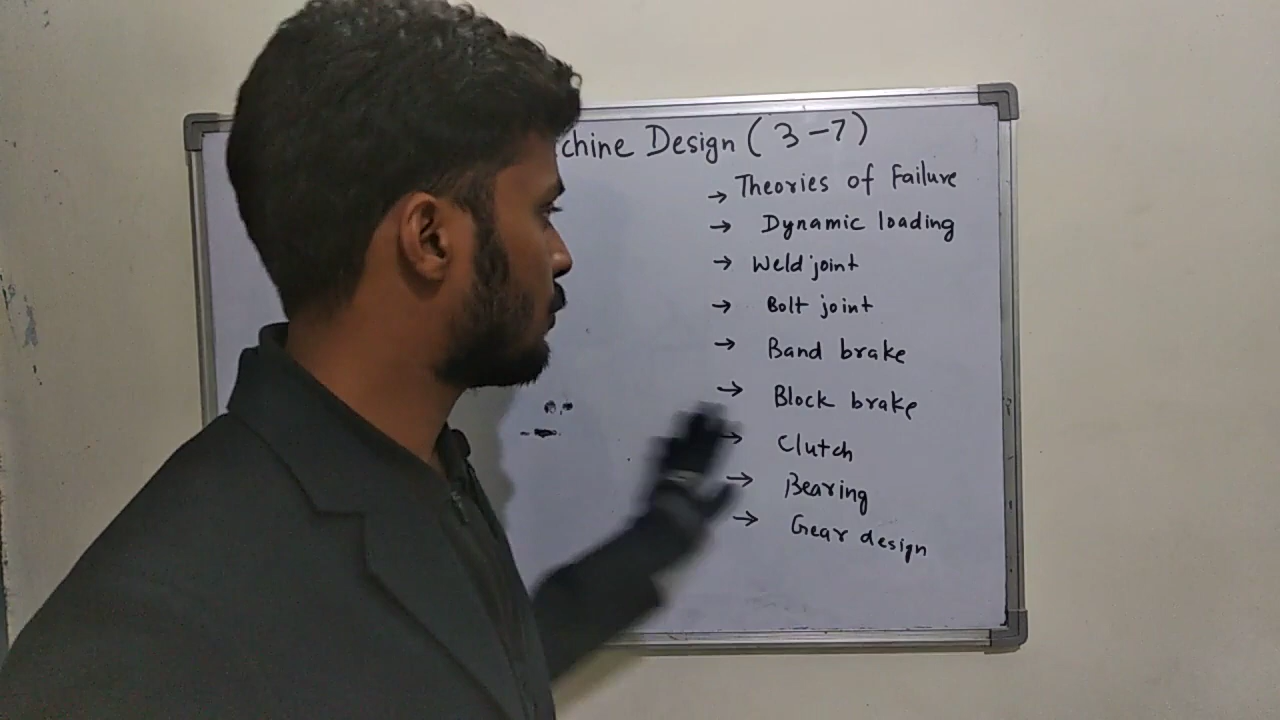 chine Design ( 3 - 7 )
→ Theories of Failure
→ Dynamic loading
→ Weld joint
→ Bolt joint
→ Band brake
→ Block brake
→ Clutch
→ Bearing
→ Gear design